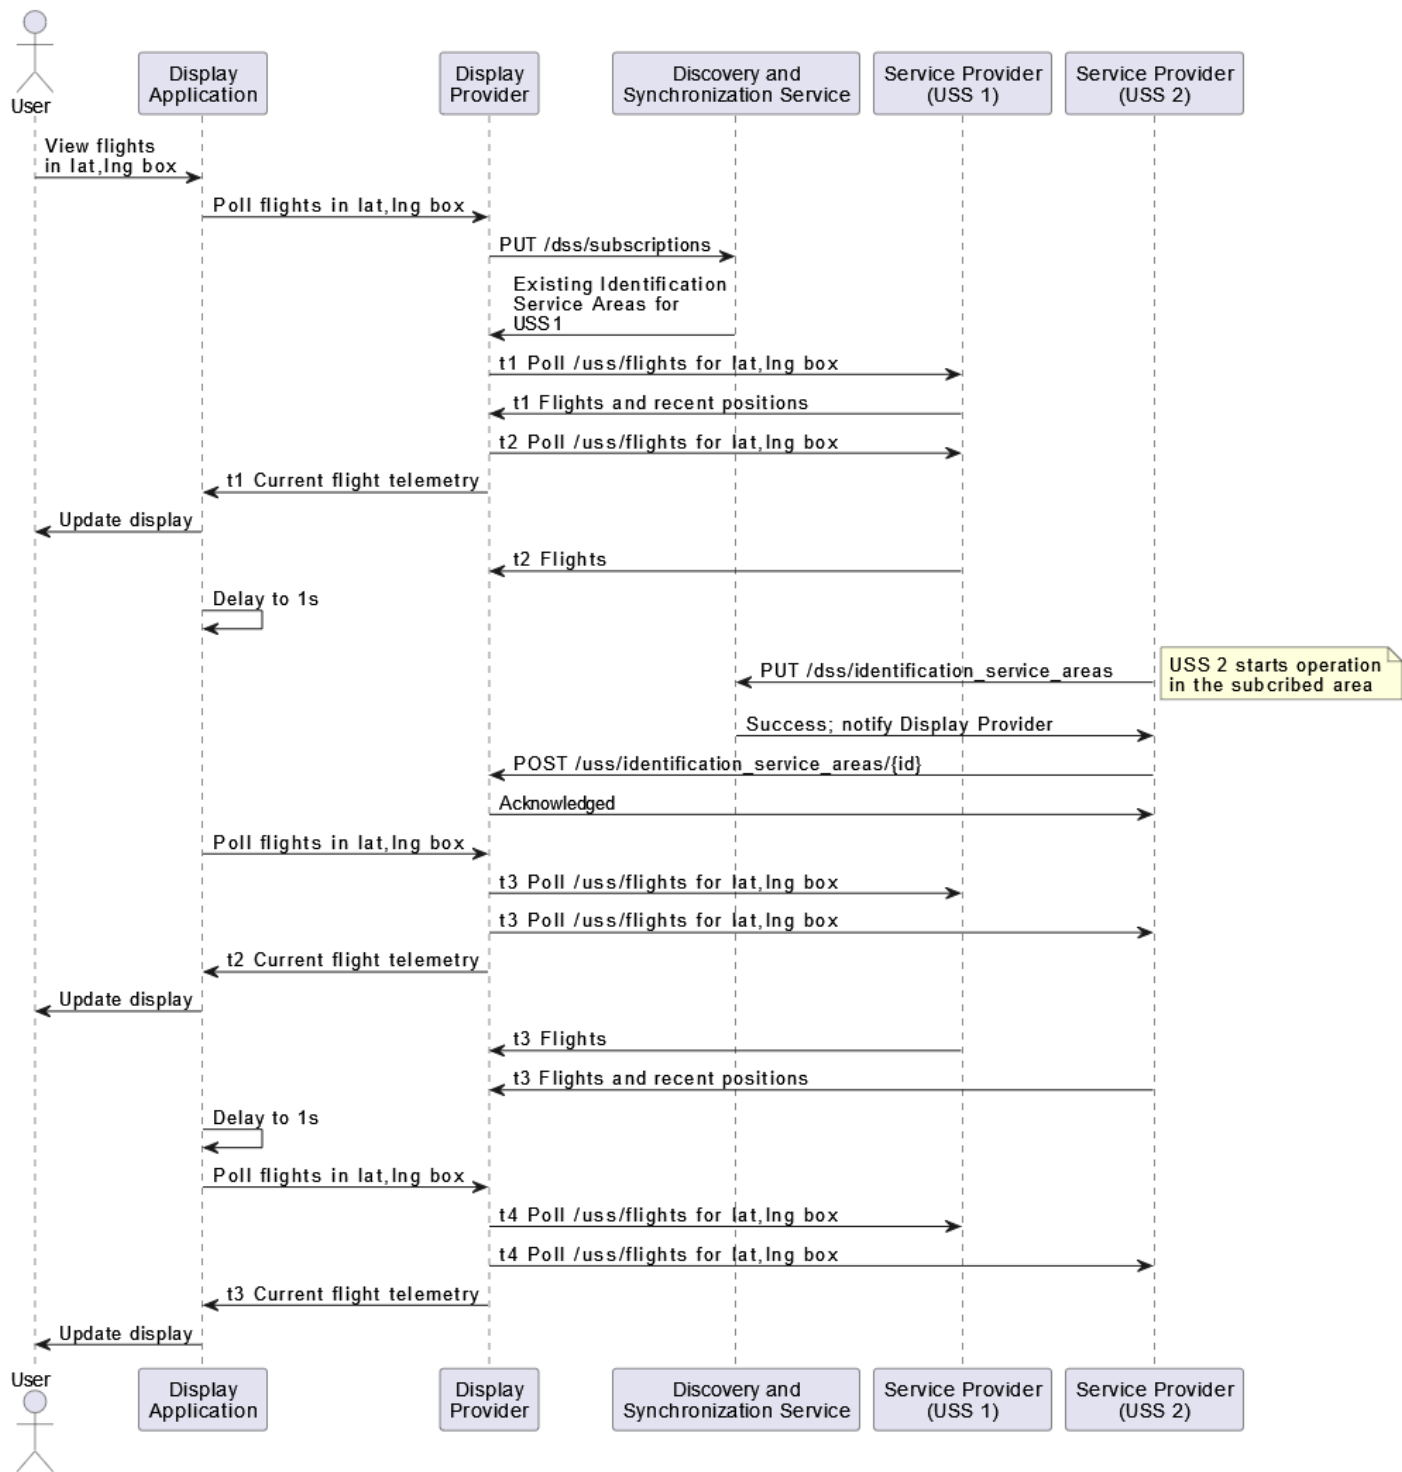 User
Display
Application
Display
Provider
Discovery and
Synchronization Service
Service Provider
(USS 1)
Service Provider
(USS 2)
View flights
in lat,lng box
Poll flights in lat,lng box
PUT /dss/subscriptions
Existing Identification
Service Areas for
USS1
t1 Poll /uss/flights for lat,lng box
t1 Flights and recent positions
t2 Poll /uss/flights for lat,lng box
t1 Current flight telemetry
Update display
t2 Flights
Delay to 1s
USS 2 starts operation
in the subcribed area
PUT /dss/identification_service_areas
Success; notify Display Provider
POST /uss/identification_service_areas/{id}
Acknowledged
Poll flights in lat,lng box
t3 Poll /uss/flights for lat,lng box
t3 Poll /uss/flights for lat,lng box
t2 Current flight telemetry
Update display
t3 Flights
t3 Flights and recent positions
Delay to 1s
Poll flights in lat,lng box
t4 Poll /uss/flights for lat,lng box
t4 Poll /uss/flights for lat,lng box
t3 Current flight telemetry
Update display
User
Display
Application
Display
Provider
Discovery and
Synchronization Service
Service Provider
(USS 1)
Service Provider
(USS 2)